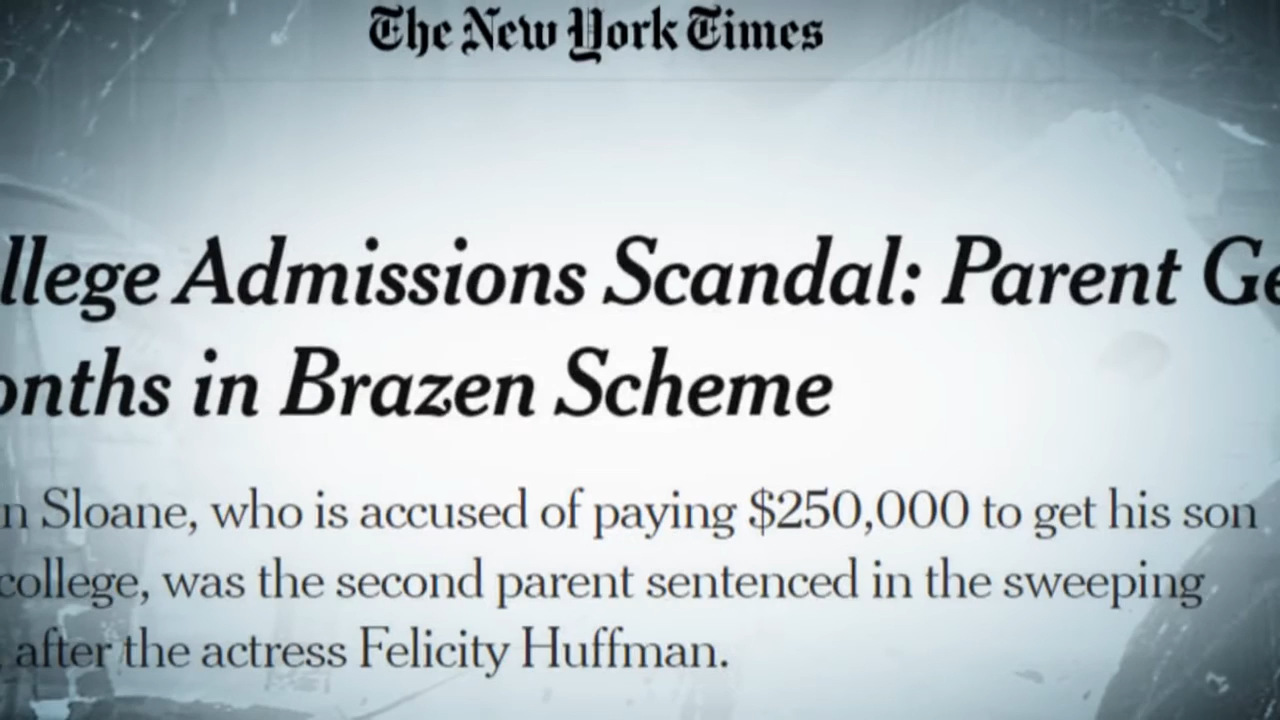 The New York Times
llege Admissions Scandal: Parent Ge
onths in Brazen Scheme
n Sloane, who is accused of paying $250,000 to get his son
college, was the second parent sentenced in the sweeping
after the actress Felicity Huffman.